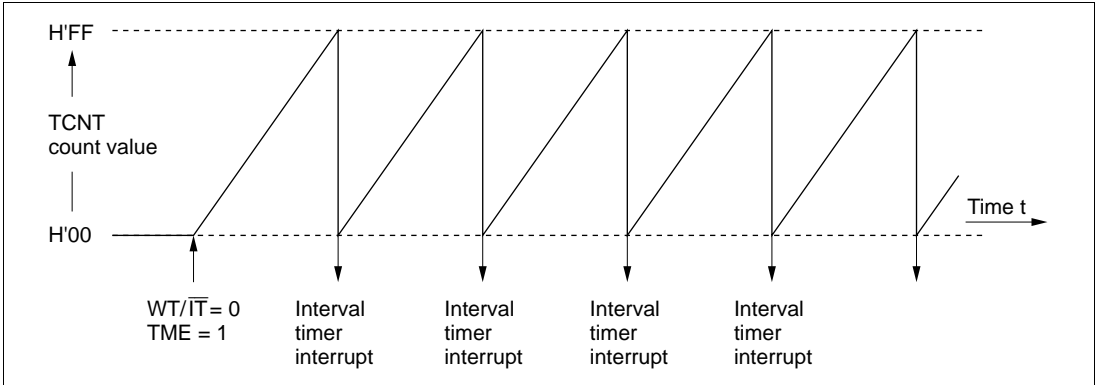 H'FF
TCNT
count value
Time t
H'00
WT/I̅T̅ = 0
TME = 1
Interval
timer
interrupt
Interval
timer
interrupt
Interval
timer
interrupt
Interval
timer
interrupt